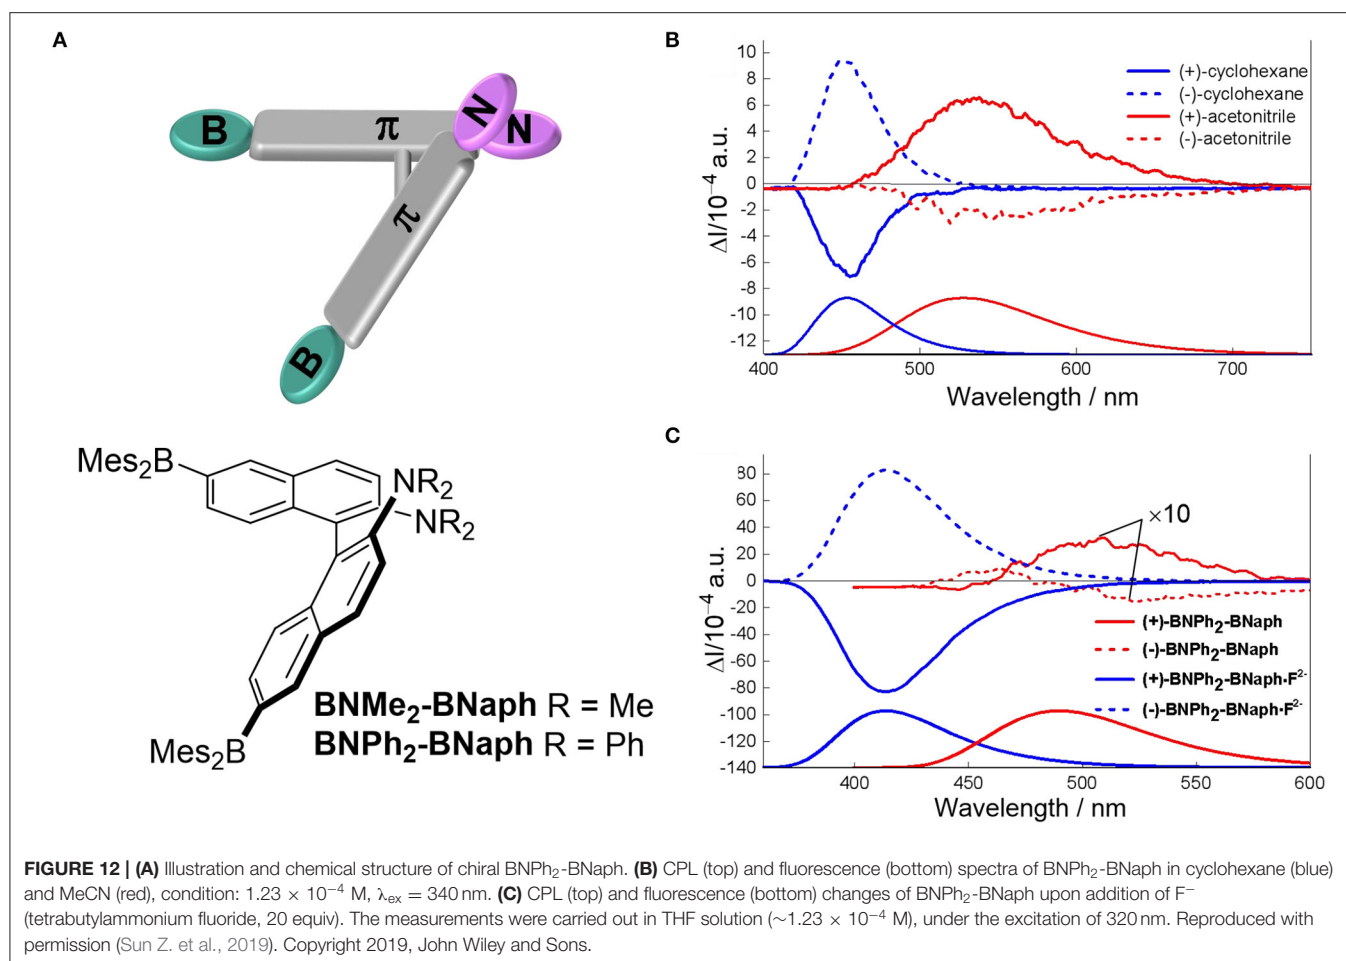 A
B
π
N
N
π
B
Mes₂B
NR₂
NR₂
Mes₂B
BNMe₂-BNaph R = Me
BNPh₂-BNaph R = Ph
B
10
8
6
4
2
0
-2
-4
-6
-8
-10
-12
ΔI/10⁻⁴ a.u.
(+)-cyclohexane
(-)-cyclohexane
(+)-acetonitrile
(-)-acetonitrile
400 500 600 700
Wavelength / nm
C
80
60
40
20
0
-20
-40
-60
-80
-100
-120
-140
ΔI/10⁻⁴ a.u.
×10
(+)-BNPh₂-BNaph
(-)-BNPh₂-BNaph
(+)-BNPh₂-BNaph·F²⁻
(-)-BNPh₂-BNaph·F²⁻
400 450 500 550 600
Wavelength / nm
FIGURE 12 | (A) Illustration and chemical structure of chiral BNPh₂-BNaph. (B) CPL (top) and fluorescence (bottom) spectra of BNPh₂-BNaph in cyclohexane (blue)
and MeCN (red), condition: 1.23 × 10⁻⁴ M, λₑₓ = 340 nm. (C) CPL (top) and fluorescence (bottom) changes of BNPh₂-BNaph upon addition of F⁻
(tetrabutylammonium fluoride, 20 equiv). The measurements were carried out in THF solution (∼1.23 × 10⁻⁴ M), under the excitation of 320 nm. Reproduced with
permission (Sun Z. et al., 2019). Copyright 2019, John Wiley and Sons.